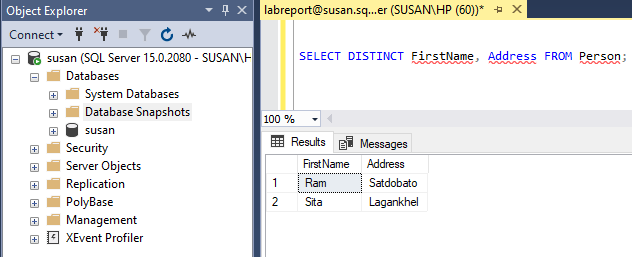 Object Explorer
Connect
susan (SQL Server 15.0.2080 - SUSAN\H
Databases
System Databases
Database Snapshots
susan
Security
Server Objects
Replication
PolyBase
Management
XEvent Profiler
labreport@susan.sq...er (SUSAN\HP (60))*
SELECT DISTINCT FirstName, Address FROM Person;
100 %
Results Messages
FirstName Address
1 Ram Satdobato
2 Sita Lagankhel